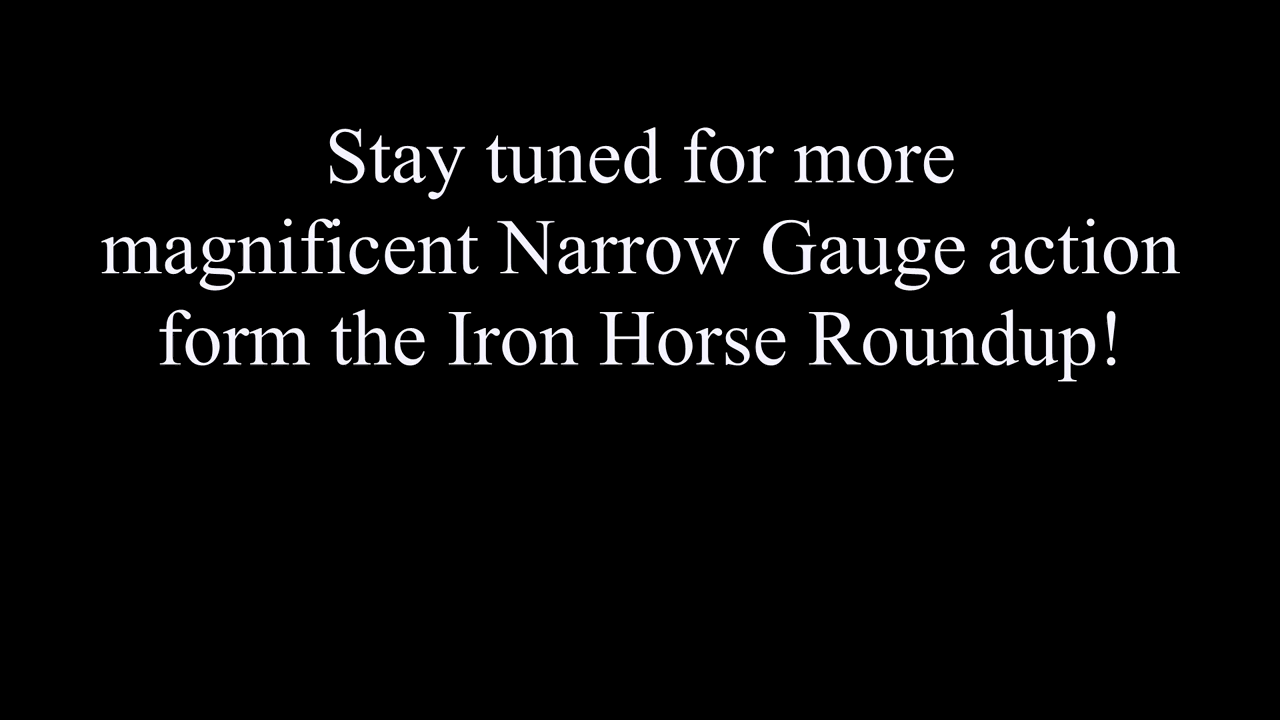 Stay tuned for more
magnificent Narrow Gauge action
form the Iron Horse Roundup!